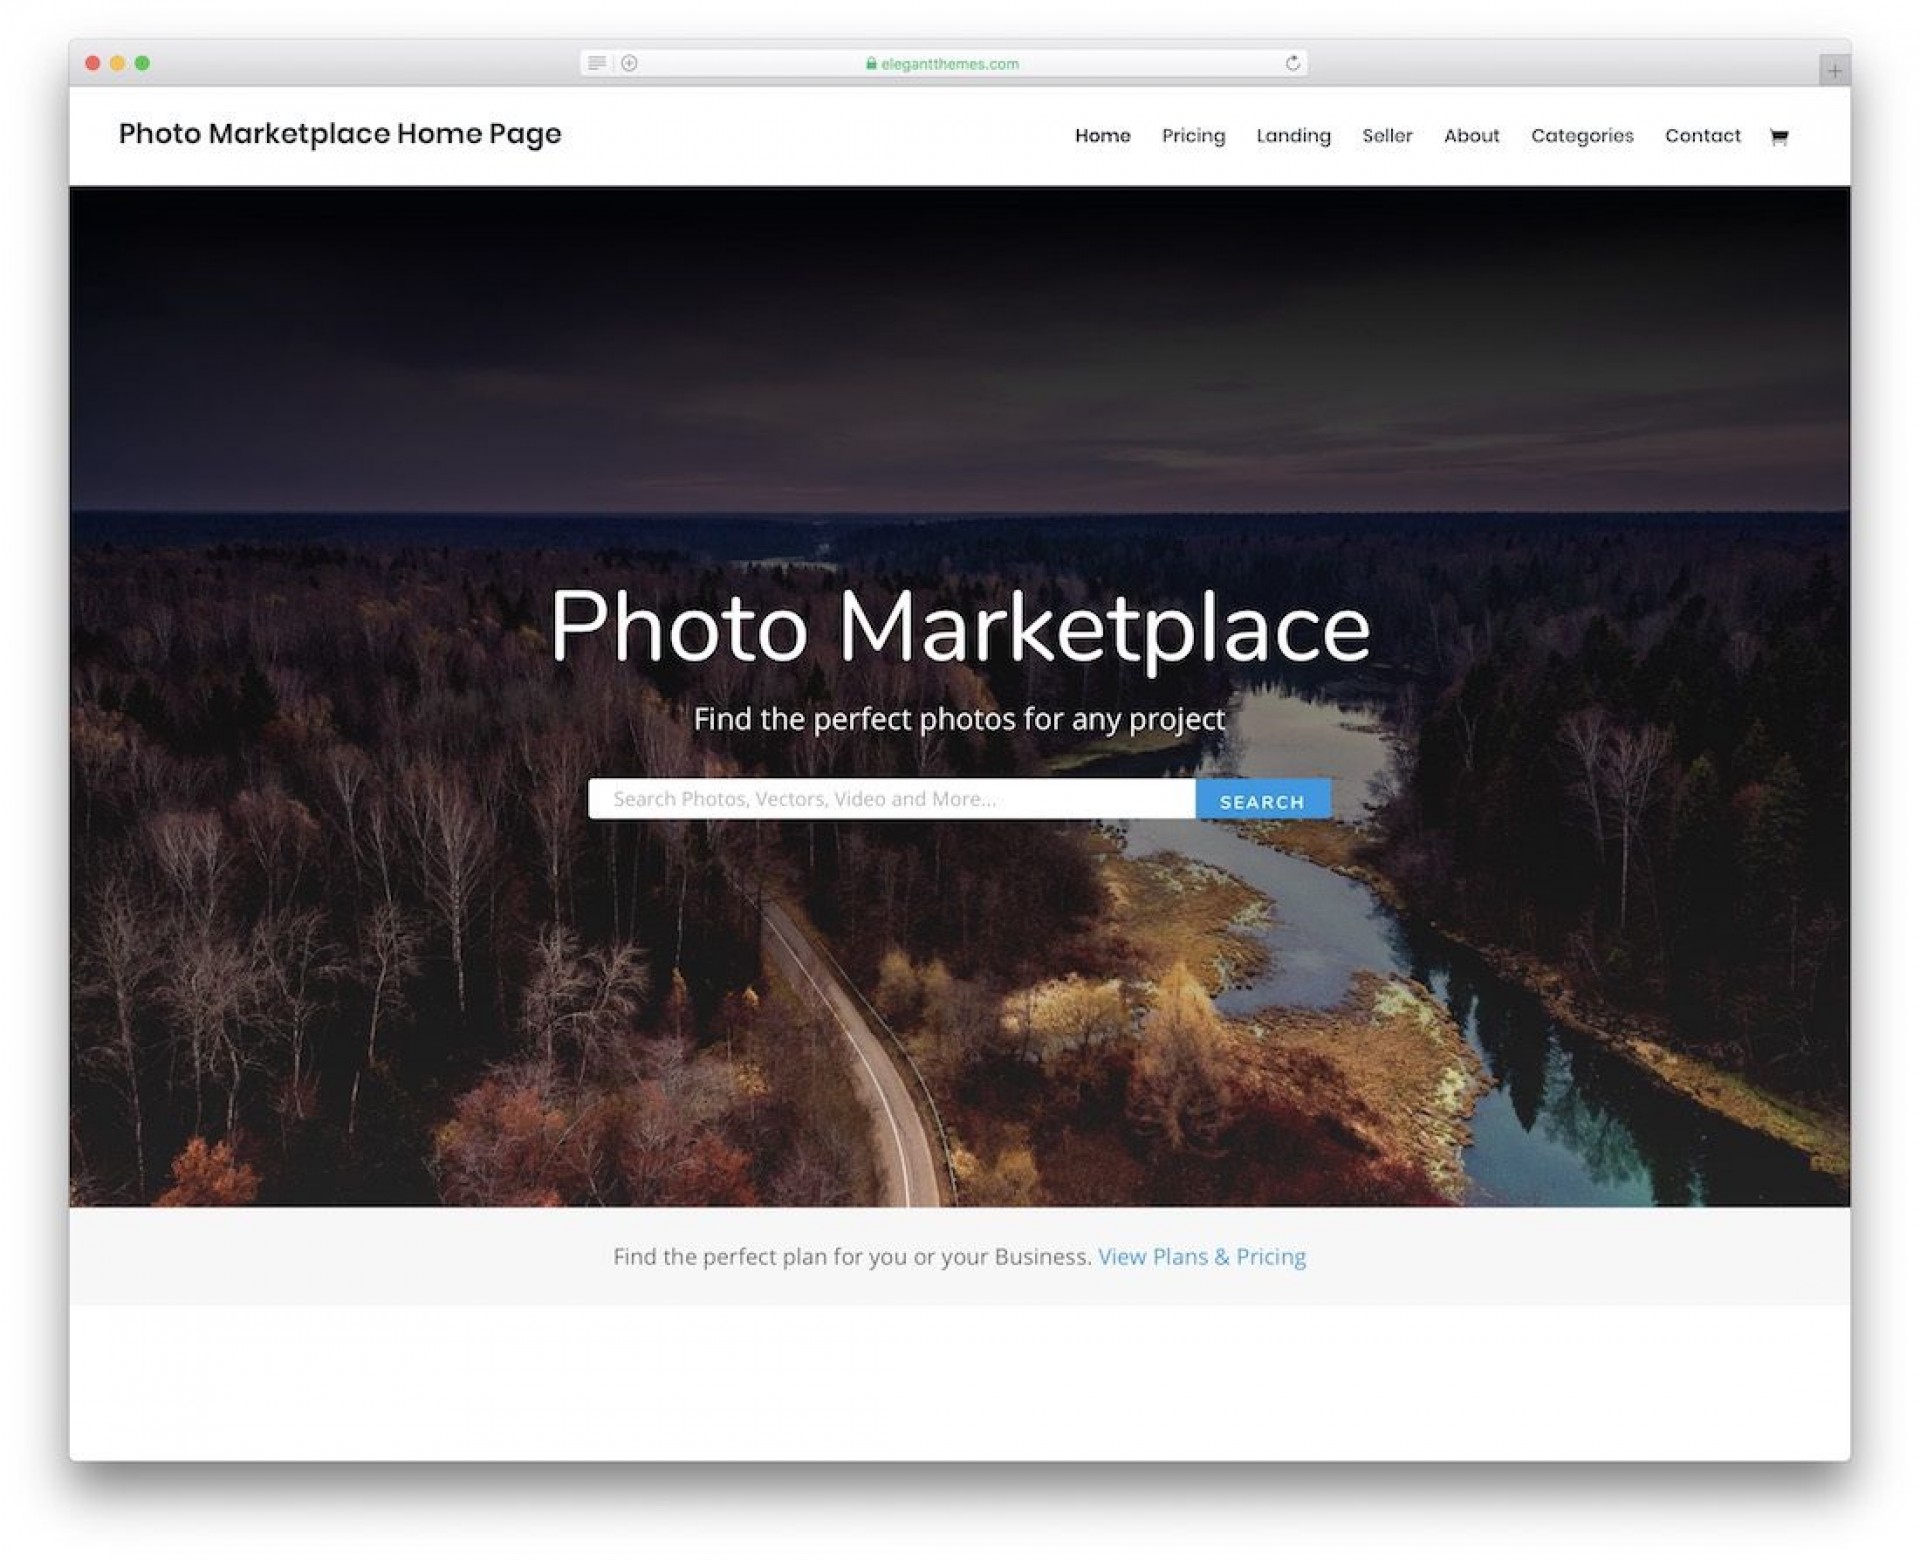 elegantthemes.com
Photo Marketplace Home Page
Home Pricing Landing Seller About Categories Contact
Photo Marketplace
Find the perfect photos for any project
Search Photos, Vectors, Video and More...
SEARCH
Find the perfect plan for you or your Business. View Plans & Pricing